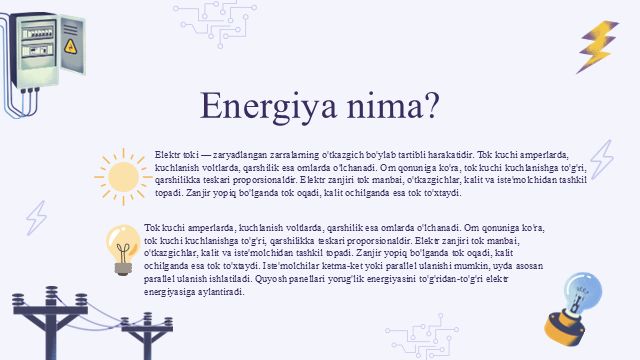 Energiya nima?
Elektr toki — zaryadlangan zarralarning o'tkazgich bo'ylab tartibli harakatidir. Tok kuchi amperlarda,
kuchlanish voltlarda, qarshilik esa omlarda o'lchanadi. Om qonuniga ko'ra, tok kuchi kuchlanishga to'g'ri,
qarshilikka teskari proporsionaldir. Elektr zanjiri tok manbai, o'tkazgichlar, kalit va iste'molchidan tashkil
topadi. Zanjir yopiq bo'lganda tok oqadi, kalit ochilganda esa tok to'xtaydi.
Tok kuchi amperlarda, kuchlanish voltlarda, qarshilik esa omlarda o'lchanadi. Om qonuniga ko'ra,
tok kuchi kuchlanishga to'g'ri, qarshilikka teskari proporsionaldir. Elektr zanjiri tok manbai,
o'tkazgichlar, kalit va iste'molchidan tashkil topadi. Zanjir yopiq bo'lganda tok oqadi, kalit
ochilganda esa tok to'xtaydi. Iste'molchilar ketma-ket yoki parallel ulanishi mumkin, uyda asosan
parallel ulanish ishlatiladi. Quyosh panellari yorug'lik energiyasini to'g'ridan-to'g'ri elektr
energiyasiga aylantiradi.